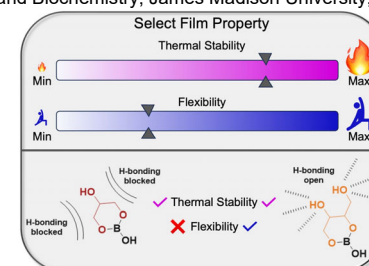 and Biochemistry, James Madison University,
Select Film Property
Thermal Stability
Min Max
Flexibility
Min Max
H-bonding
blocked
HO
O
O B
OH
H-bonding
blocked
✓ Thermal Stability ✓
✗ Flexibility ✓
H-bonding
open
HO
HO
O
O B
OH